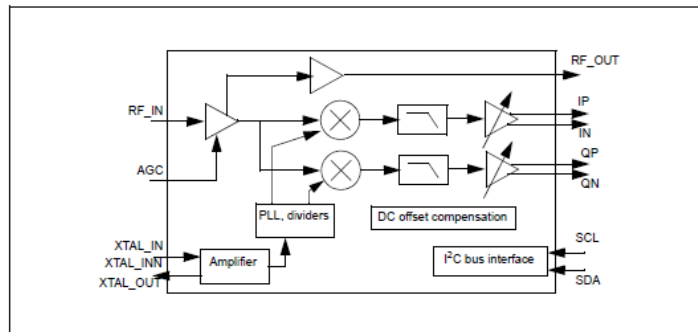 RF_OUT
RF_IN
IP
IN
QP
AGC
QN
PLL, dividers
DC offset compensation
XTAL_IN
XTAL_INN
XTAL_OUT
Amplifier
I²C bus interface
SCL
SDA